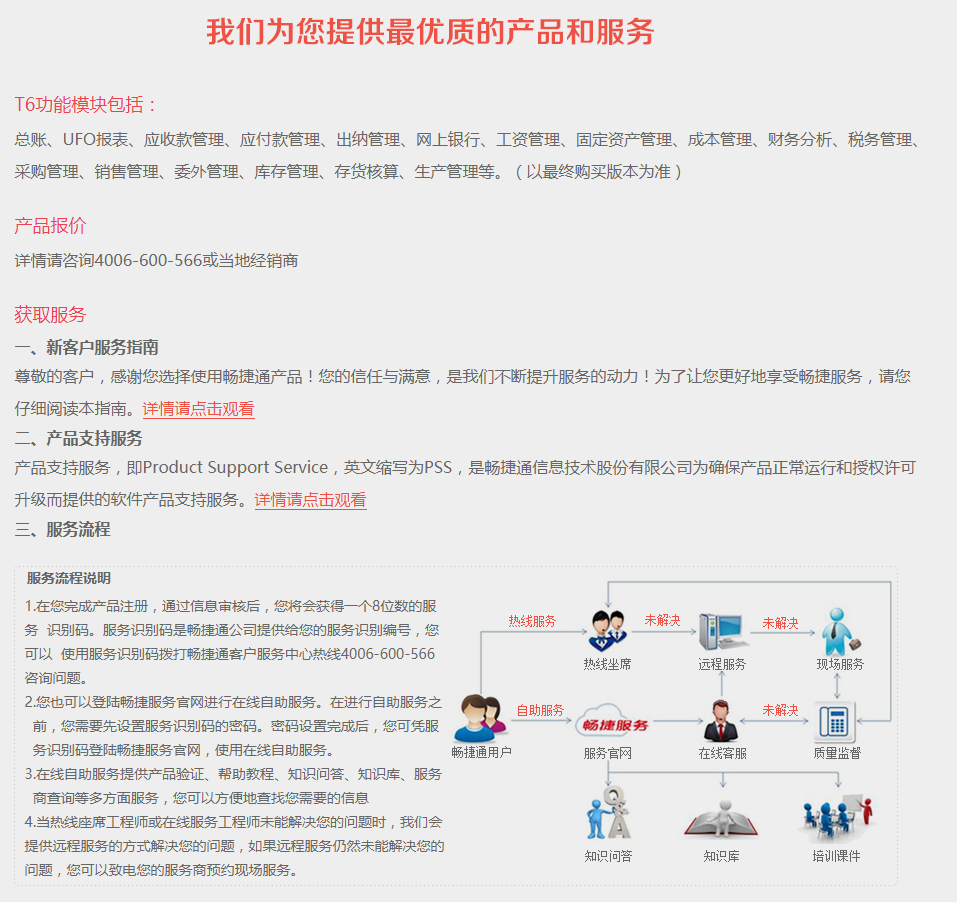 我们为您提供最优质的产品和服务
T6功能模块包括：
总账、UFO报表、应收款管理、应付款管理、出纳管理、网上银行、工资管理、固定资产管理、成本管理、财务分析、税务管理、
采购管理、销售管理、委外管理、库存管理、存货核算、生产管理等。（以最终购买版本为准）
产品报价
详情请咨询4006-600-566或当地经销商
获取服务
一、新客户服务指南
尊敬的客户，感谢您选择使用畅捷通产品！您的信任与满意，是我们不断提升服务的动力！为了让您更好地享受畅捷服务，请您
仔细阅读本指南。详情请点击观看
二、产品支持服务
产品支持服务，即Product Support Service，英文缩写为PSS，是畅捷通信息技术股份有限公司为确保产品正常运行和授权许可
升级而提供的软件产品支持服务。详情请点击观看
三、服务流程
服务流程说明
1.在您完成产品注册，通过信息审核后，您将会获得一个8位数的服
务 识别码。服务识别码是畅捷通公司提供给您的服务识别编号，您
可以 使用服务识别码拨打畅捷通客户服务中心热线4006-600-566
咨询问题。
2.您也可以登陆畅捷服务官网进行在线自助服务。在进行自助服务之
前，您需要先设置服务识别码的密码。密码设置完成后，您可凭服
务识别码登陆畅捷服务官网，使用在线自助服务。
3.在线自助服务提供产品验证、帮助教程、知识问答、知识库、服务
商查询等多方面服务，您可以方便地查找您需要的信息
4.当热线座席工程师或在线服务工程师未能解决您的问题时，我们会
提供远程服务的方式解决您的问题，如果远程服务仍然未能解决您的
问题，您可以致电您的服务商预约现场服务。
热线服务
未解决
未解决
热线坐席
远程服务
现场服务
自助服务
畅捷服务
未解决
畅捷通用户
服务官网
在线客服
质量监督
Q
A
知识问答
知识库
培训课件